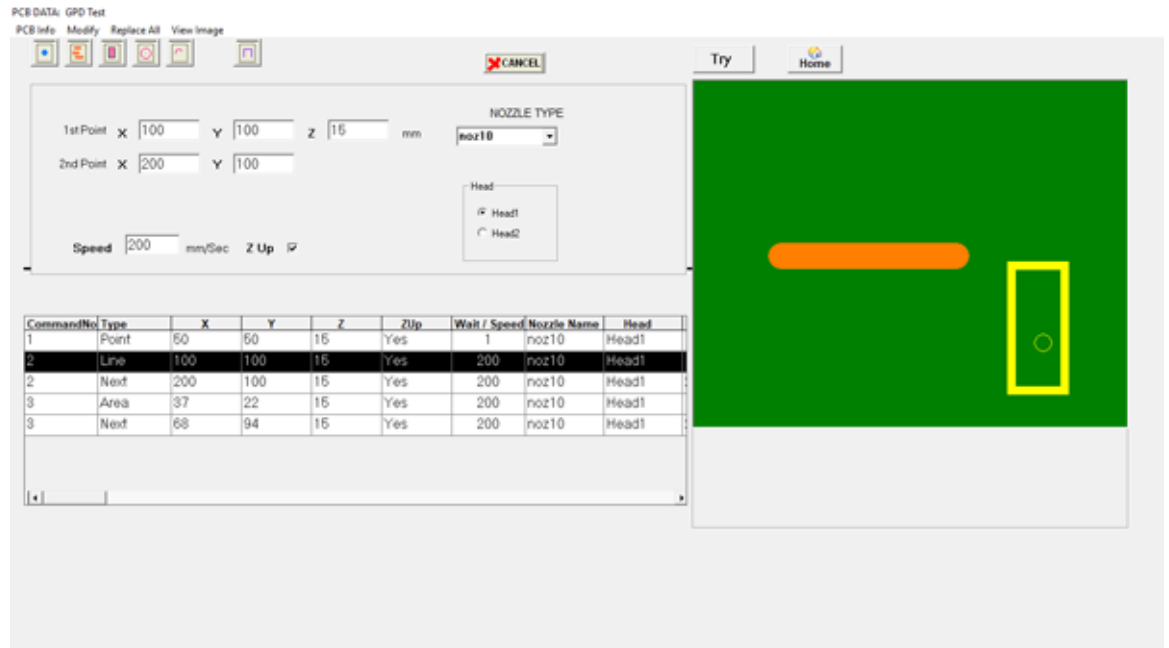 PCB DATA: GPD Test
PCB Info Modify Replace All View Image
CANCEL
Try
Home
NOZZLE TYPE
1st Point X 100 Y 100 Z 15 mm
noz10
2nd Point X 200 Y 100
Head
Head1
Head2
Speed 200 mm/Sec Z Up
CommandNo Type X Y Z ZUp Wait / Speed Nozzle Name Head
1 Point 50 50 15 Yes 1 noz10 Head1
2 Line 100 100 15 Yes 200 noz10 Head1
2 Next 200 100 15 Yes 200 noz10 Head1
3 Area 37 22 15 Yes 200 noz10 Head1
3 Next 68 94 15 Yes 200 noz10 Head1